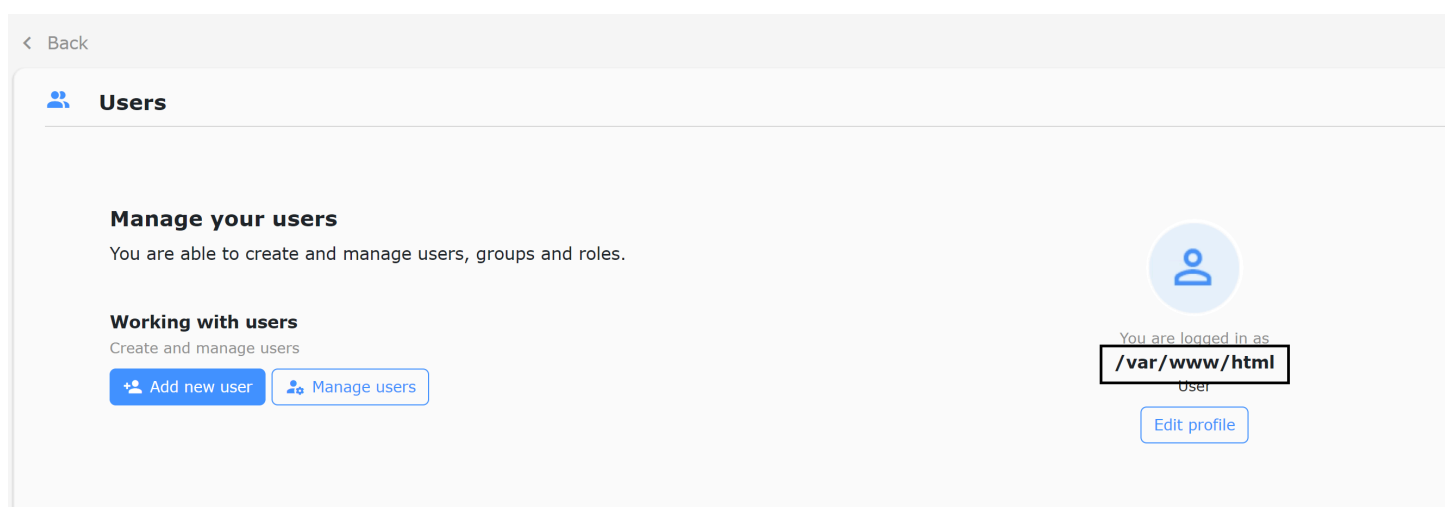 Back
Users
Manage your users
You are able to create and manage users, groups and roles.
Working with users
Create and manage users
Add new user
Manage users
You are logged in as
/var/www/html
User
Edit profile